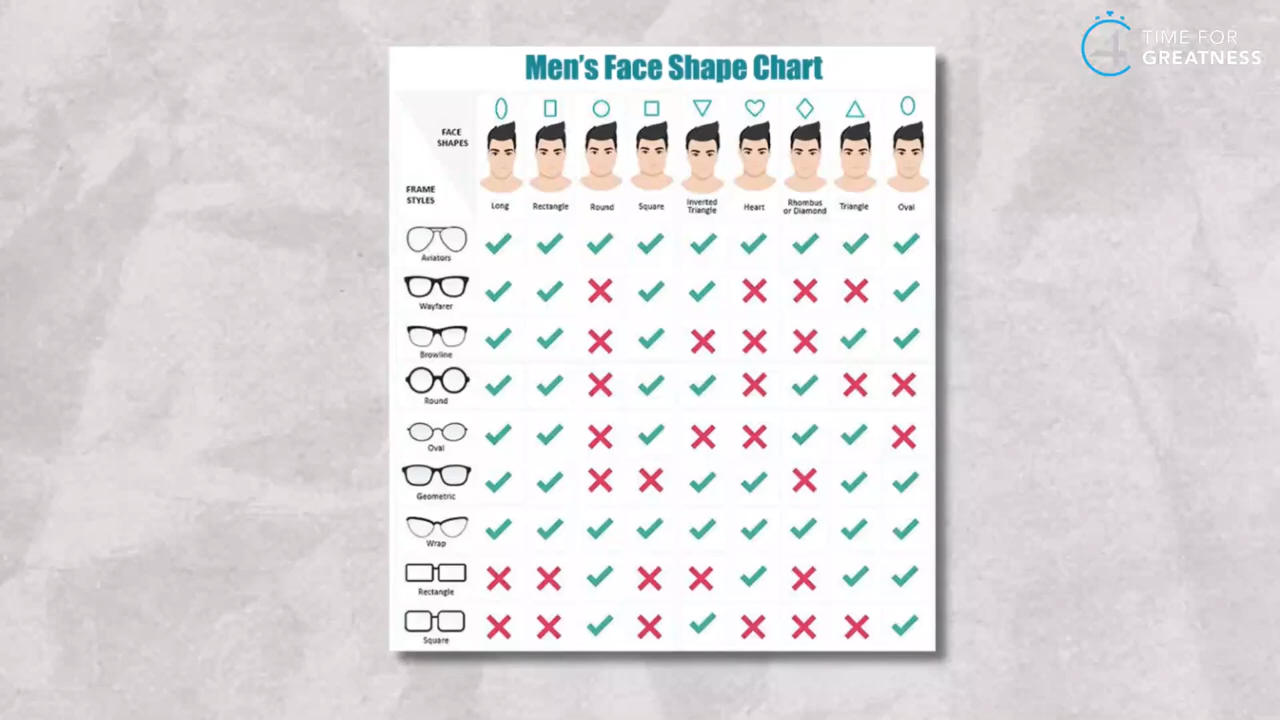 TIME FOR
GREATNESS
Men's Face Shape Chart
FACE
SHAPES
FRAME
STYLES
Long
Rectangle
Round
Square
Inverted
Triangle
Heart
Rhombus
or Diamond
Triangle
Oval
Aviators
Wayfarer
Browline
Round
Oval
Geometric
Wrap
Rectangle
Square